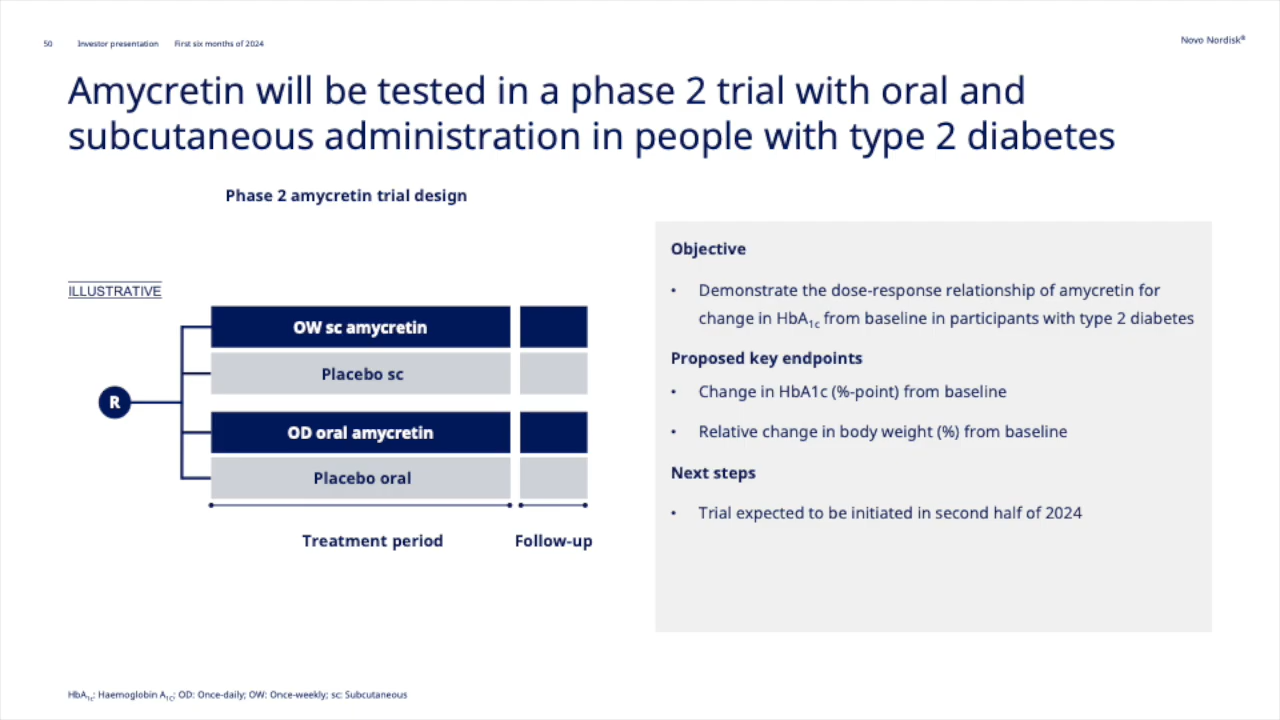 50 Investor presentation First six months of 2024
Novo Nordisk®
Amycretin will be tested in a phase 2 trial with oral and
subcutaneous administration in people with type 2 diabetes
Phase 2 amycretin trial design
ILLUSTRATIVE
R
OW sc amycretin
Placebo sc
OD oral amycretin
Placebo oral
Treatment period
Follow-up
Objective
• Demonstrate the dose-response relationship of amycretin for
change in HbA1c from baseline in participants with type 2 diabetes
Proposed key endpoints
• Change in HbA1c (%-point) from baseline
• Relative change in body weight (%) from baseline
Next steps
• Trial expected to be initiated in second half of 2024
HbA1c: Haemoglobin A1C; OD: Once-daily; OW: Once-weekly; sc: Subcutaneous